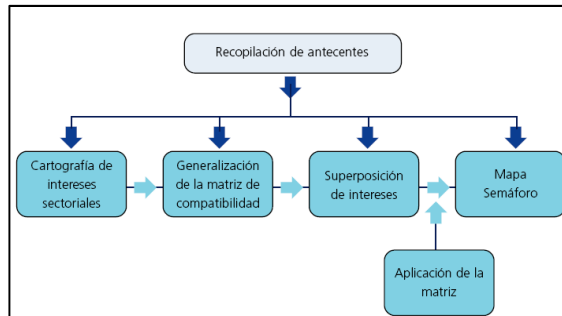 Recopilación de antecentes
Cartografía de
intereses
sectoriales
Generalización
de la matriz de
compatibilidad
Superposición
de intereses
Mapa
Semáforo
Aplicación de la
matriz